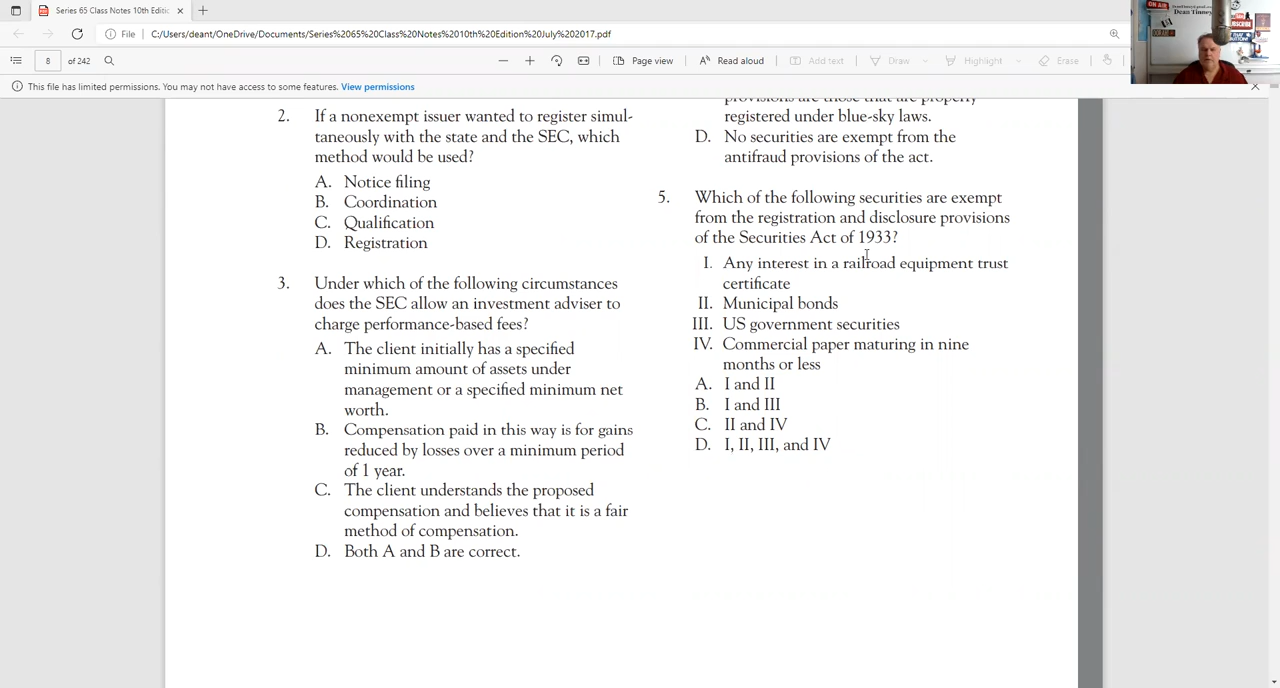 Series 65 Class Notes 10th Editic
File
C:/Users/deant/OneDrive/Documents/Series%2065%20Class%20Notes%2010th%20Edition%20July%202017.pdf
8
of 242
Page view
Read aloud
Add text
Draw
Highlight
Erase
This file has limited permissions. You may not have access to some features.
View permissions
ON AIR
Dean Tinney
2. If a nonexempt issuer wanted to register simul-
taneously with the state and the SEC, which
method would be used?
A. Notice filing
B. Coordination
C. Qualification
D. Registration
3. Under which of the following circumstances
does the SEC allow an investment adviser to
charge performance-based fees?
A. The client initially has a specified
minimum amount of assets under
management or a specified minimum net
worth.
B. Compensation paid in this way is for gains
reduced by losses over a minimum period
of 1 year.
C. The client understands the proposed
compensation and believes that it is a fair
method of compensation.
D. Both A and B are correct.
provisions are those that are properly
registered under blue-sky laws.
D. No securities are exempt from the
antifraud provisions of the act.
5. Which of the following securities are exempt
from the registration and disclosure provisions
of the Securities Act of 1933?
I. Any interest in a railroad equipment trust
certificate
II. Municipal bonds
III. US government securities
IV. Commercial paper maturing in nine
months or less
A. I and II
B. I and III
C. II and IV
D. I, II, III, and IV